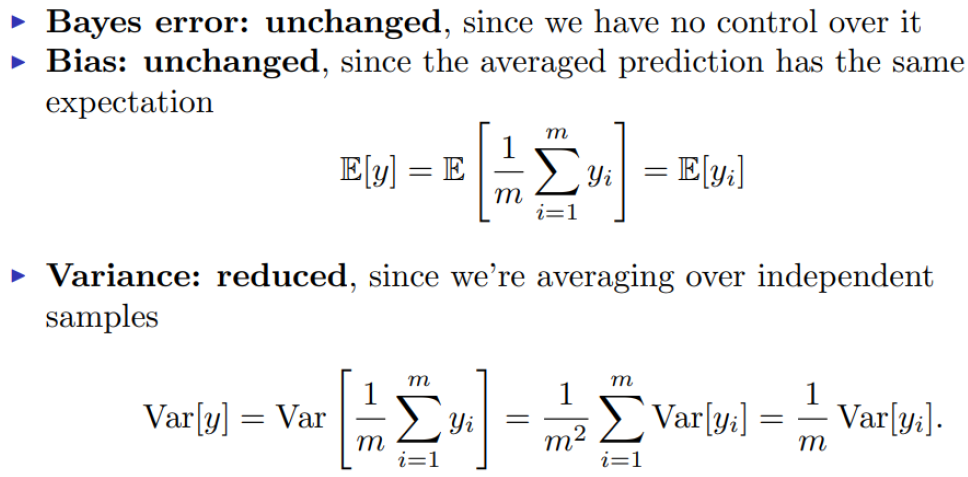 ▶ Bayes error: unchanged, since we have no control over it
▶ Bias: unchanged, since the averaged prediction has the same
expectation
𝔼[y] = 𝔼 [ 1/m ∑_{i=1}^{m} y_i ] = 𝔼[y_i]
▶ Variance: reduced, since we’re averaging over independent
samples
Var[y] = Var [ 1/m ∑_{i=1}^{m} y_i ] = 1/m² ∑_{i=1}^{m} Var[y_i] = 1/m Var[y_i].